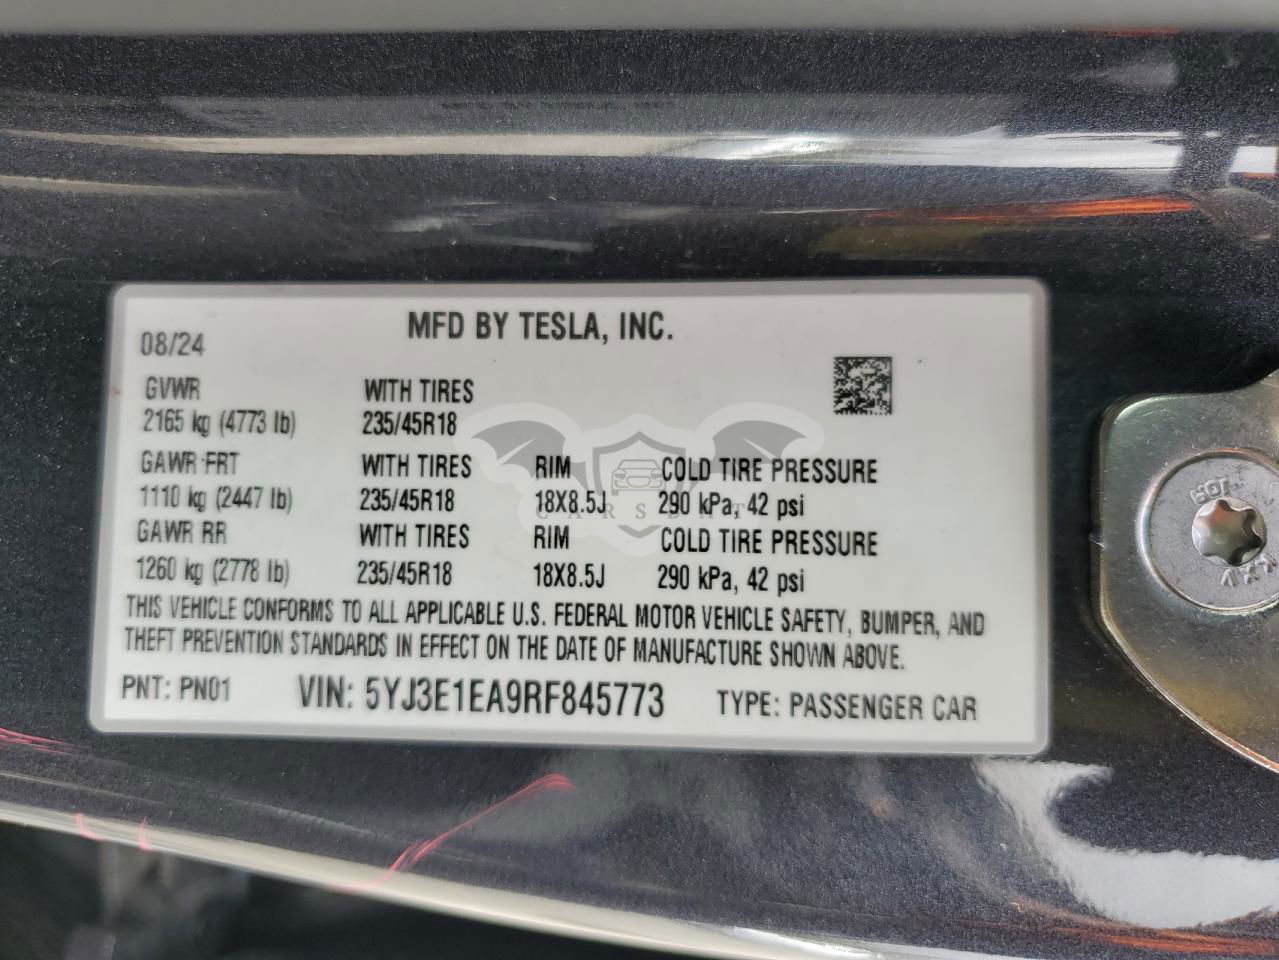 MFD BY TESLA, INC.
08/24
GVWR WITH TIRES
2165 kg (4773 lb) 235/45R18
GAWR FRT WITH TIRES RIM COLD TIRE PRESSURE
1110 kg (2447 lb) 235/45R18 18X8.5J 290 kPa, 42 psi
GAWR RR WITH TIRES RIM COLD TIRE PRESSURE
1260 kg (2778 lb) 235/45R18 18X8.5J 290 kPa, 42 psi
THIS VEHICLE CONFORMS TO ALL APPLICABLE U.S. FEDERAL MOTOR VEHICLE SAFETY, BUMPER, AND
THEFT PREVENTION STANDARDS IN EFFECT ON THE DATE OF MANUFACTURE SHOWN ABOVE.
PNT: PN01 VIN: 5YJ3E1EA9RF845773 TYPE: PASSENGER CAR
CARSBAT